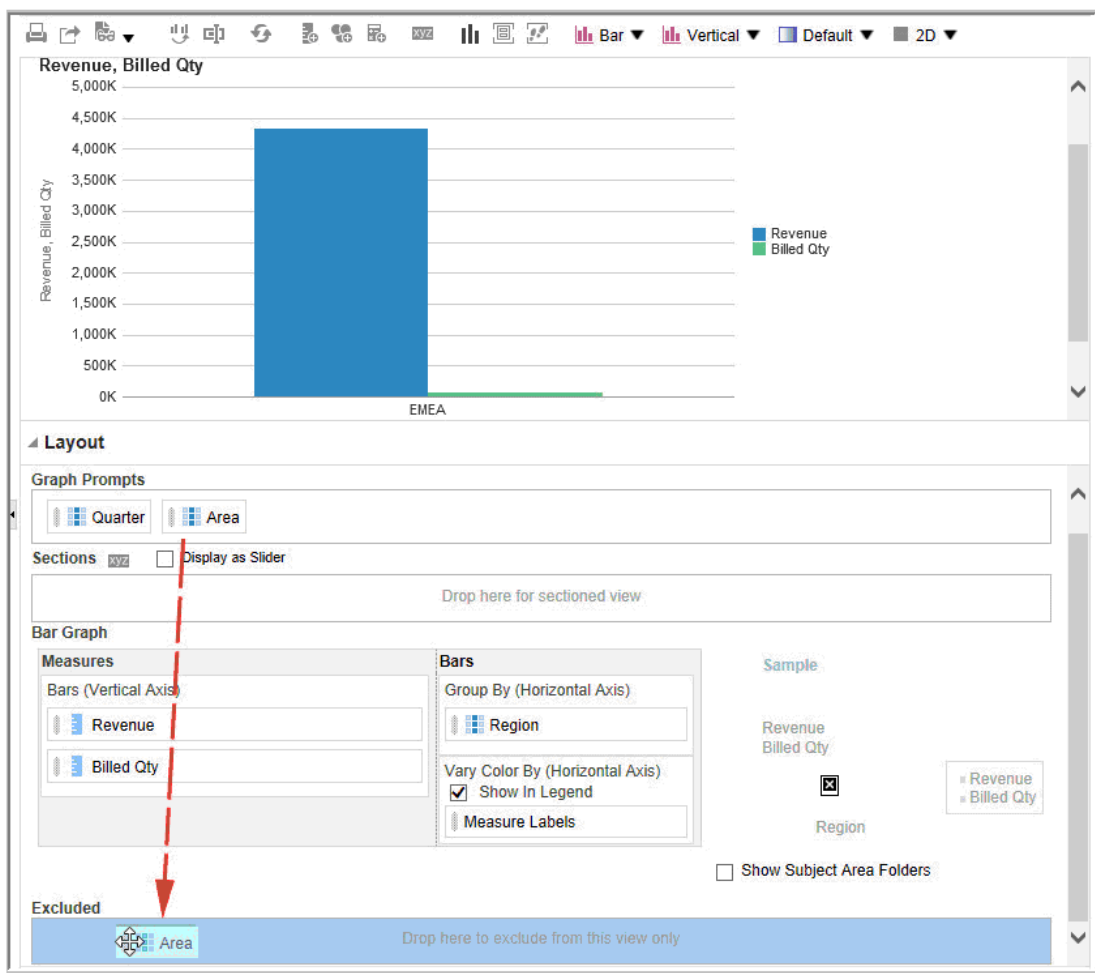 xyz Bar Vertical Default 2D
Revenue, Billed Qty
5,000K
4,500K
4,000K
3,500K
3,000K
2,500K
2,000K
1,500K
1,000K
500K
0K
Revenue, Billed Qty
EMEA
Revenue
Billed Qty
Layout
Graph Prompts
Quarter Area
Sections xyz Display as Slider
Drop here for sectioned view
Bar Graph
Measures
Bars (Vertical Axis)
Revenue
Billed Qty
Bars
Group By (Horizontal Axis)
Region
Vary Color By (Horizontal Axis)
Show In Legend
Measure Labels
Sample
Revenue
Billed Qty
Revenue
Billed Qty
Region
Show Subject Area Folders
Excluded
Area Drop here to exclude from this view only